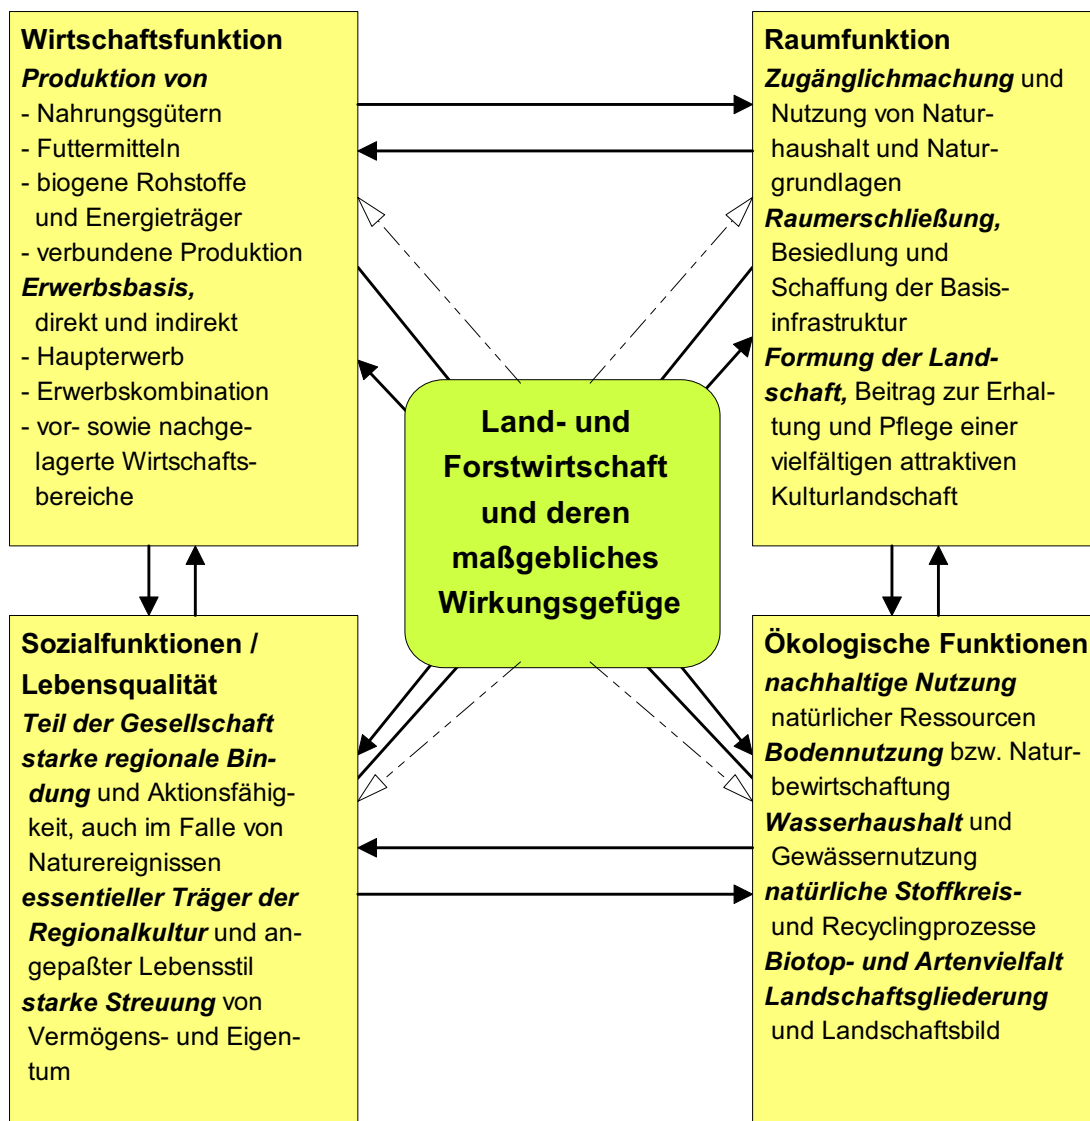 Wirtschaftsfunktion
Produktion von
- Nahrungsgütern
- Futtermitteln
- biogene Rohstoffe
und Energieträger
- verbundene Produktion
Erwerbsbasis,
direkt und indirekt
- Haupterwerb
- Erwerbskombination
- vor- sowie nachge-
lagerte Wirtschafts-
bereiche
Raumfunktion
Zugänglichmachung und
Nutzung von Natur-
haushalt und Natur-
grundlagen
Raumerschließung,
Besiedlung und
Schaffung der Basis-
infrastruktur
Formung der Land-
schaft, Beitrag zur Erhal-
tung und Pflege einer
vielfältigen attraktiven
Kulturlandschaft
Land- und
Forstwirtschaft
und deren
maßgebliches
Wirkungsgefüge
Sozialfunktionen /
Lebensqualität
Teil der Gesellschaft
starke regionale Bin-
dung und Aktionsfähig-
keit, auch im Falle von
Naturereignissen
essentieller Träger der
Regionalkultur und an-
gepaßter Lebensstil
starke Streuung von
Vermögens- und Eigen-
tum
Ökologische Funktionen
nachhaltige Nutzung
natürlicher Ressourcen
Bodennutzung bzw. Natur-
bewirtschaftung
Wasserhaushalt und
Gewässernutzung
natürliche Stoffkreis-
und Recyclingprozesse
Biotop- und Artenvielfalt
Landschaftsgliederung
und Landschaftsbild